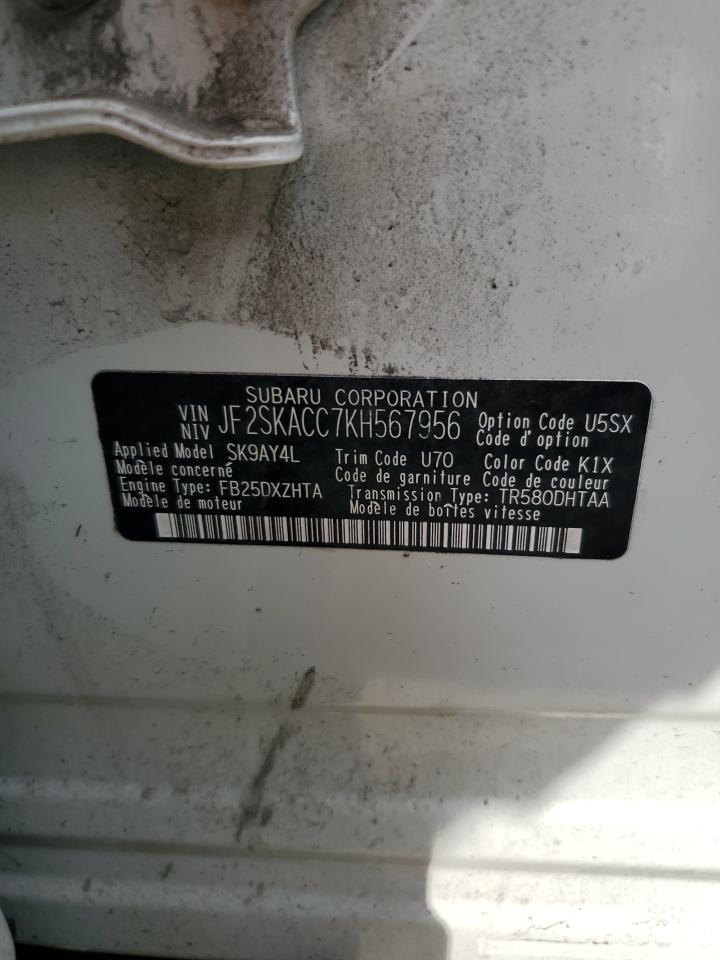 SUBARU CORPORATION
VIN NIV JF2SKACC7KH567956 Option Code U5SX
Code d'option
Applied Model SK9AY4L Trim Code U70 Color Code K1X
Modèle concerné Code de garniture Code de couleur
Engine Type: FB25DXZHTA Transmission Type: TR580DHTAA
Modèle de moteur Modèle de boîtes vitesse